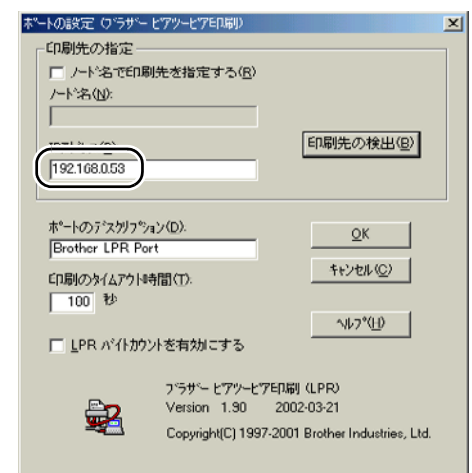 ポートの設定 (ブラザー ピアツーピア印刷)
印刷先の指定
ノード名で印刷先を指定する(R)
ノード名(N):
192.168.0.53
印刷先の検出(B)
ポートのデスクリプション(D).
Brother LPR Port
OK
印刷のタイムアウト時間(T):
100 秒
キャンセル(C)
ヘルプ(H)
LPR バイトカウントを有効にする
ブラザー ピアツーピア印刷 (LPR)
Version 1.90 2002-03-21
Copyright(C) 1997-2001 Brother Industries, Ltd.